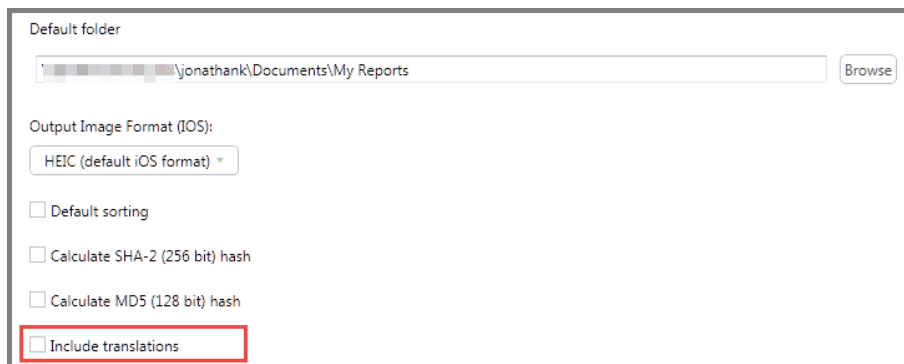 Default folder
\jonathank\Documents\My Reports
Browse
Output Image Format (IOS):
HEIC (default iOS format)
Default sorting
Calculate SHA-2 (256 bit) hash
Calculate MD5 (128 bit) hash
Include translations